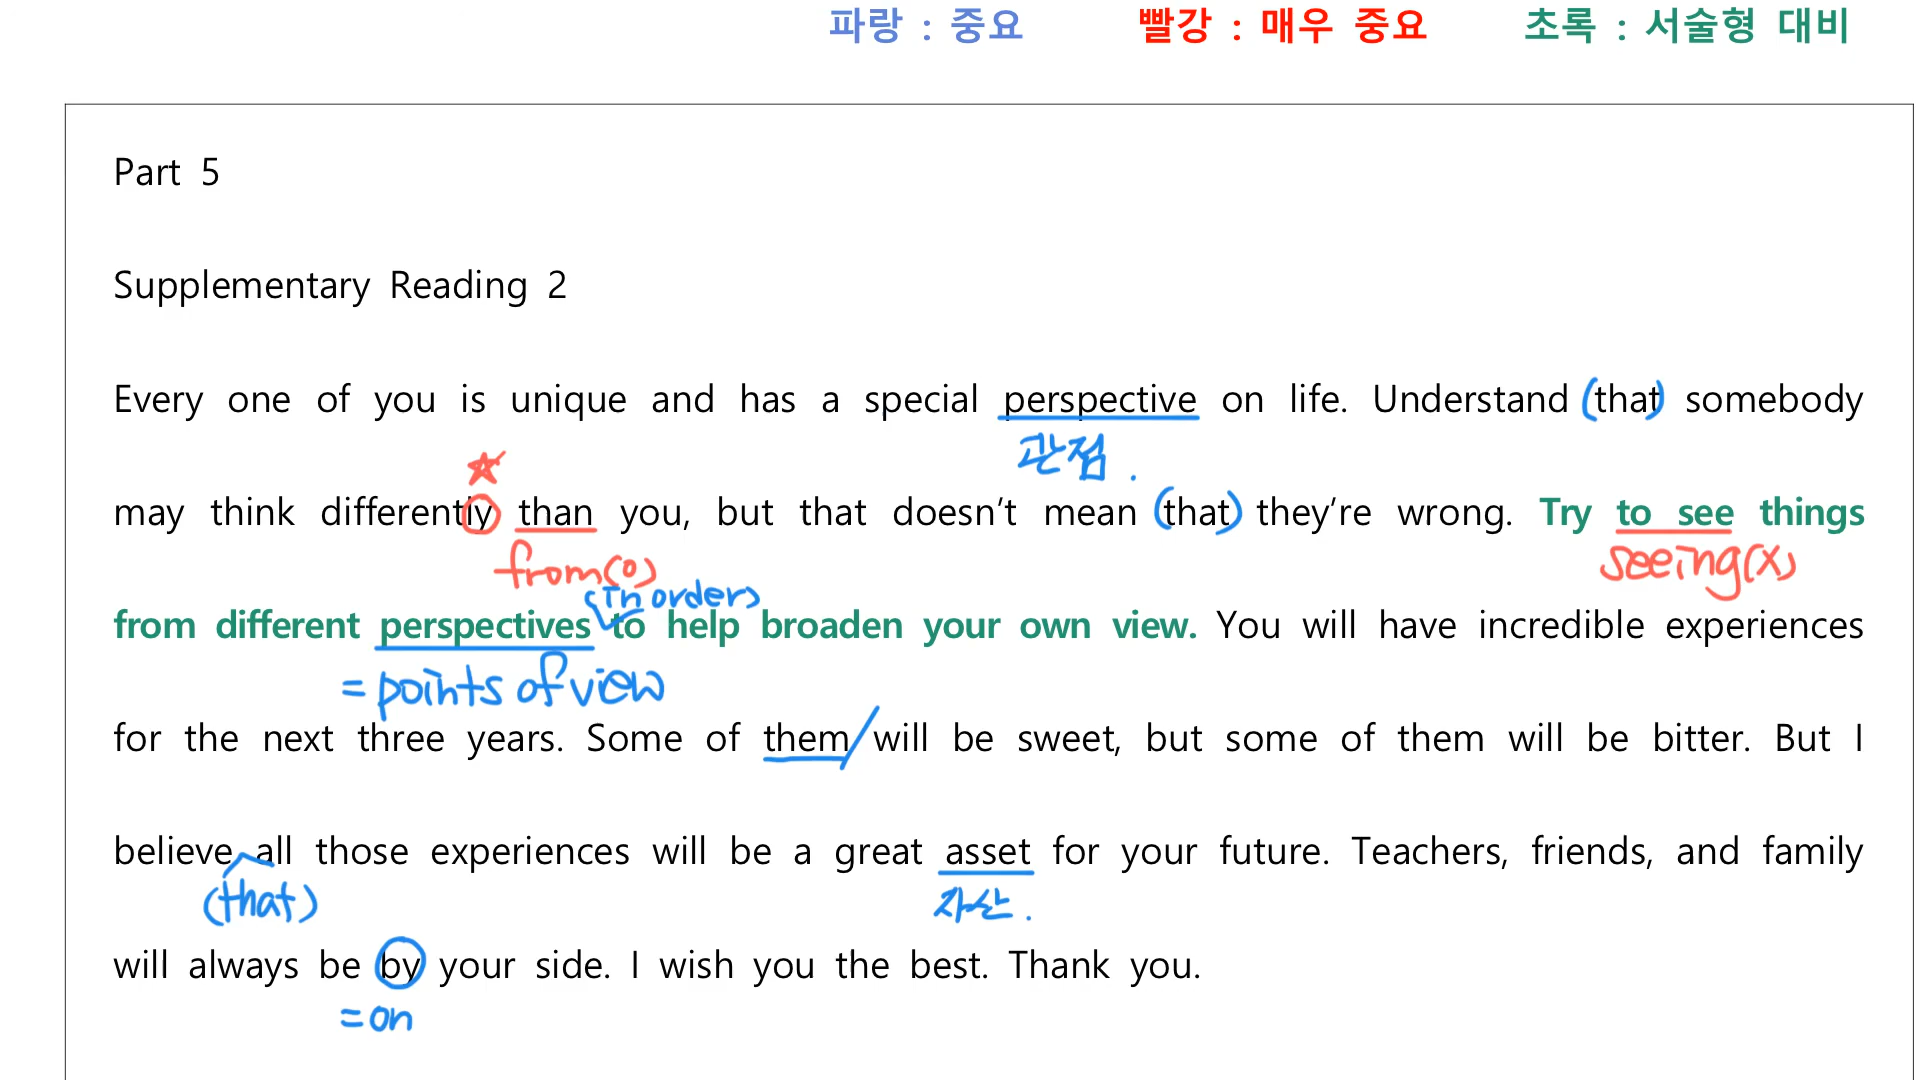 파랑 : 중요 빨강 : 매우 중요 초록 : 서술형 대비
Part 5
Supplementary Reading 2
Every one of you is unique and has a special perspective on life. Understand (that) somebody
관점.
may think differently than you, but that doesn't mean (that) they're wrong. Try to see things
from(o) seeing(x)
(in order)
from different perspectives to help broaden your own view. You will have incredible experiences
= points of view
for the next three years. Some of them/ will be sweet, but some of them will be bitter. But I
believe all those experiences will be a great asset for your future. Teachers, friends, and family
(that) 자산.
will always be by your side. I wish you the best. Thank you.
= on